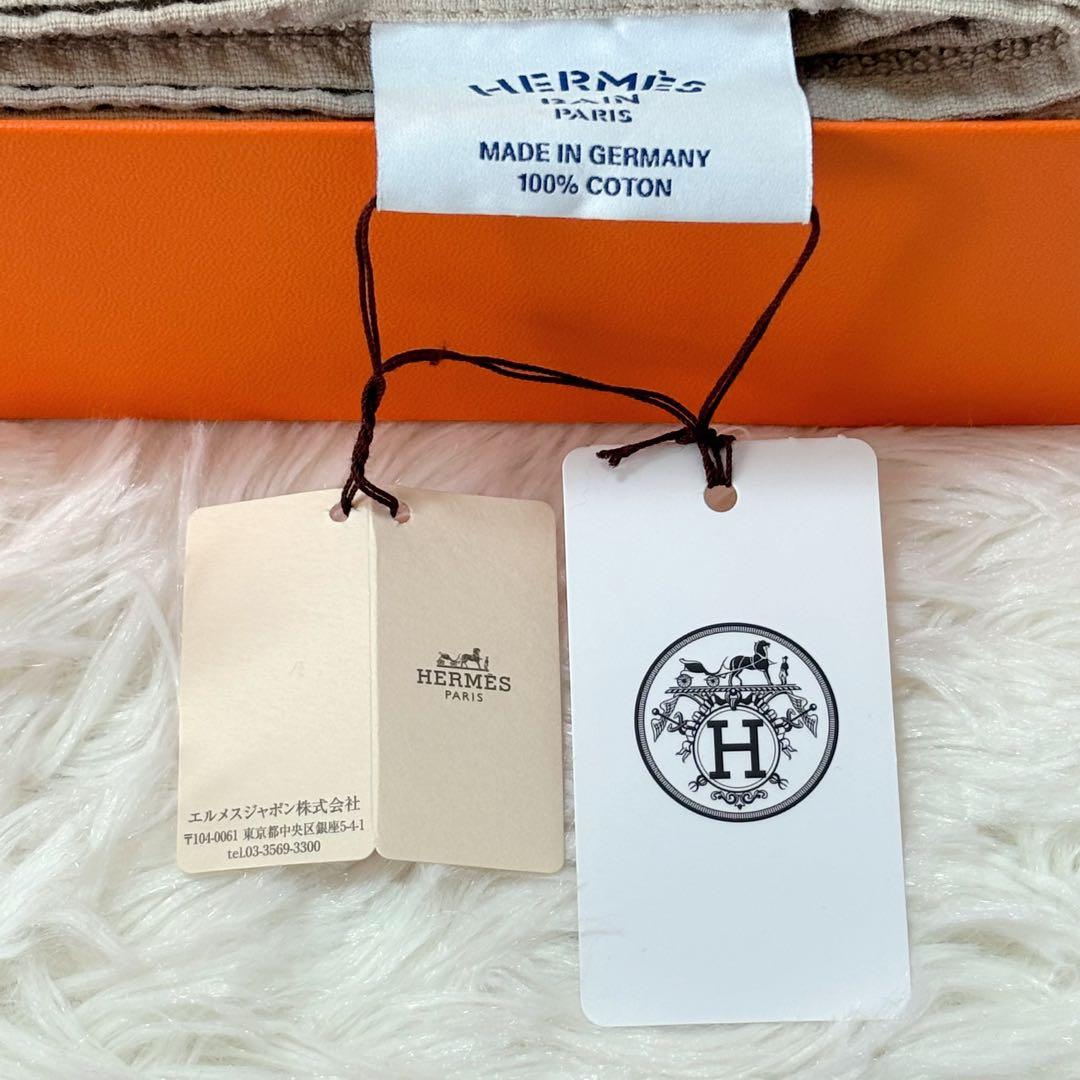 HERMÈS
BAIN
PARIS
MADE IN GERMANY
100% COTON
HERMÈS
PARIS
エルメスジャポン株式会社
〒104-0061 東京都中央区銀座5-4-1
tel.03-3569-3300
H